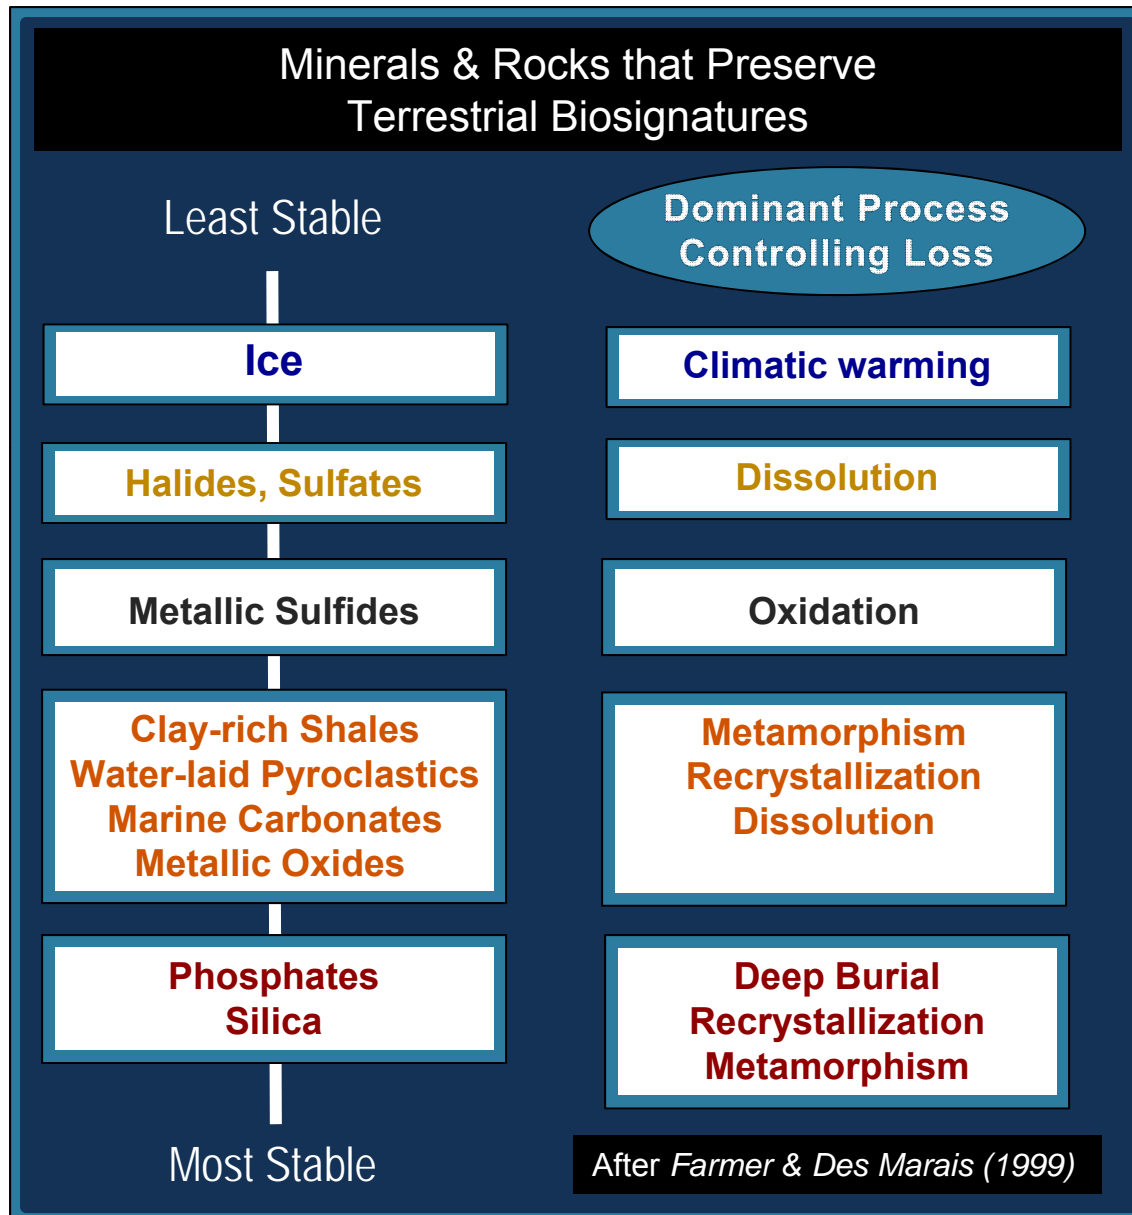 Minerals & Rocks that Preserve
Terrestrial Biosignatures
Least Stable
Dominant Process
Controlling Loss
Ice
Climatic warming
Halides, Sulfates
Dissolution
Metallic Sulfides
Oxidation
Clay-rich Shales
Water-laid Pyroclastics
Marine Carbonates
Metallic Oxides
Metamorphism
Recrystallization
Dissolution
Phosphates
Silica
Deep Burial
Recrystallization
Metamorphism
Most Stable
After Farmer & Des Marais (1999)